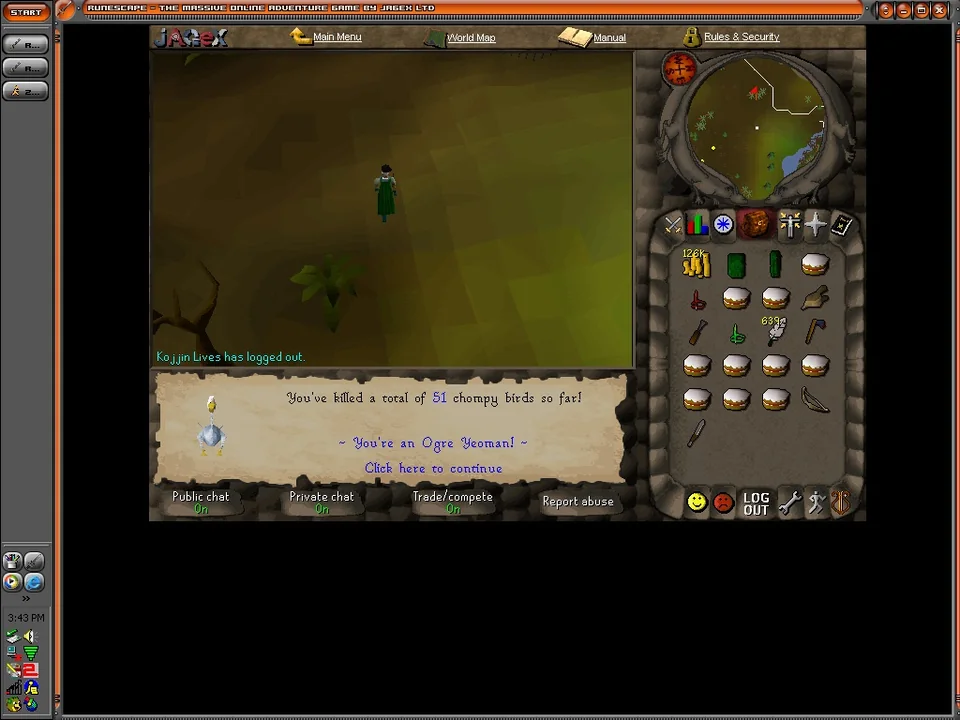 START
RUNESCAPE - THE MASSIVE ONLINE ADVENTURE GAME BY JAGEX LTD
R...
R...
2...
JAGEX
Main Menu
World Map
Manual
Rules & Security
126K
639
Kojjin Lives has logged out.
You've killed a total of 51 chompy birds so far!
~ You're an Ogre Yeoman! ~
Click here to continue
Public chat
On
Private chat
On
Trade/compete
On
Report abuse
LOG
OUT
3:43 PM